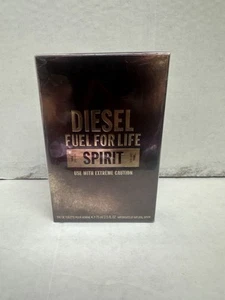 DIESEL
FUEL FOR LIFE
SPIRIT
USE WITH EXTREME CAUTION